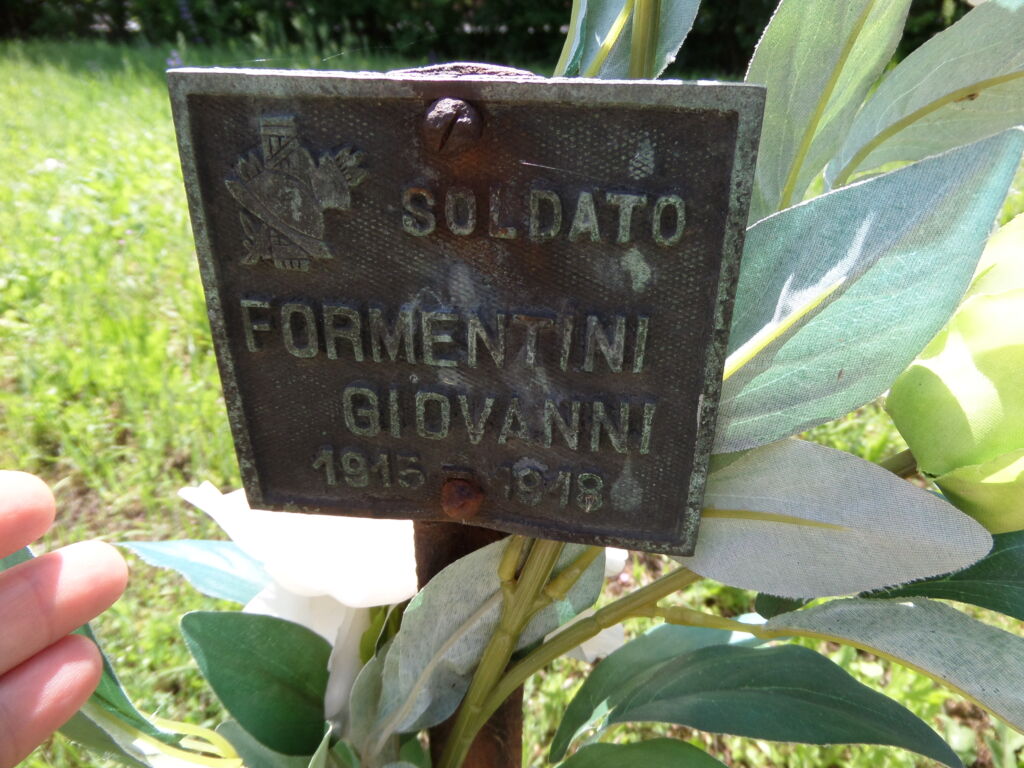 SOLDATO
FORMENTINI
GIOVANNI
1915 - 1918